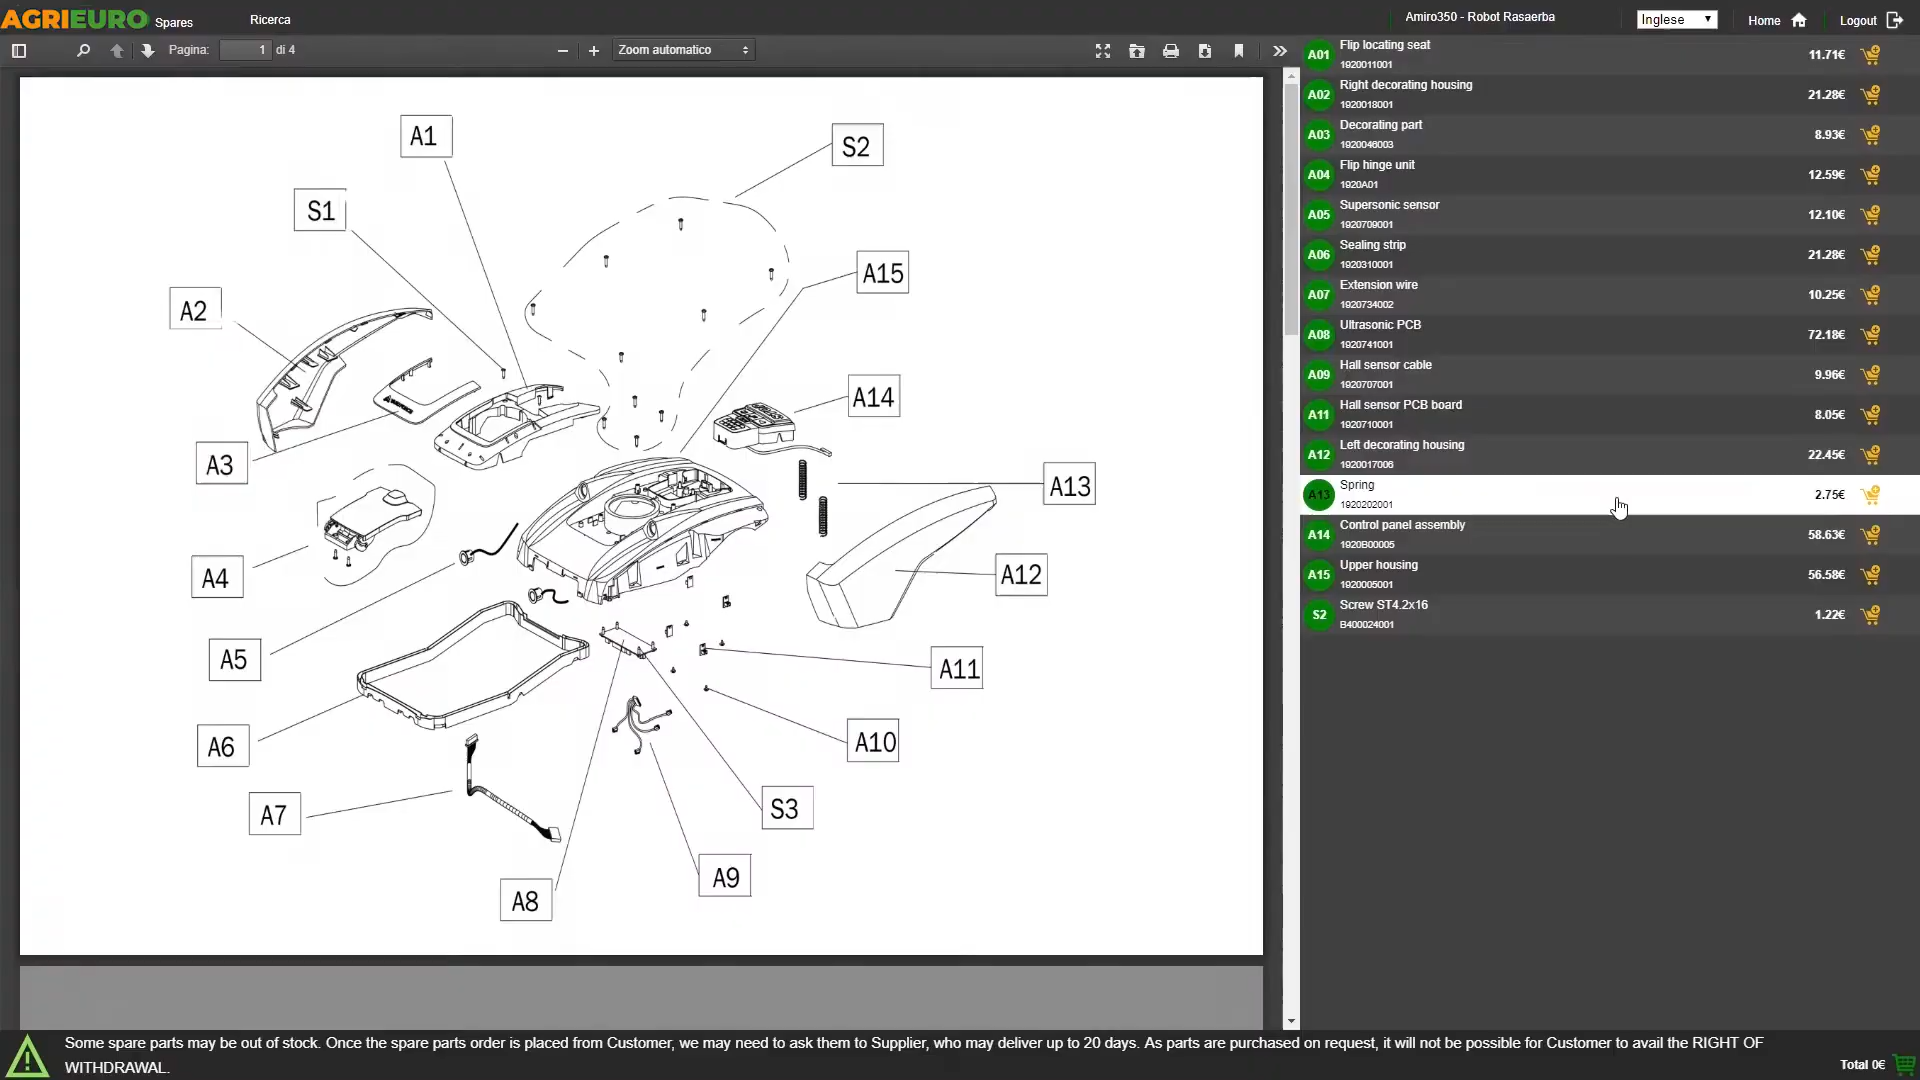 AGRIEURO Spares
Ricerca
Amiro350 - Robot Rasaerba
Inglese
Home
Logout
Pagina: 1 di 4
Zoom automatico
A1
S2
S1
A15
A2
A14
A3
A13
A4
A12
A5
A11
A6
A10
A7
S3
A9
A8
A01 Flip locating seat 11.71€
1920011001
A02 Right decorating housing 21.28€
1920018001
A03 Decorating part 8.93€
1920046003
A04 Flip hinge unit 12.59€
1920A01
A05 Supersonic sensor 12.10€
1920709001
A06 Sealing strip 21.28€
1920310001
A07 Extension wire 10.25€
1920734002
A08 Ultrasonic PCB 72.18€
1920741001
A09 Hall sensor cable 9.96€
1920707001
A11 Hall sensor PCB board 8.05€
1920710001
A12 Left decorating housing 22.45€
1920017006
A13 Spring 2.75€
1920202001
A14 Control panel assembly 58.63€
1920B00005
A15 Upper housing 56.58€
1920005001
S2 Screw ST4.2x16 1.22€
B400024001
Some spare parts may be out of stock. Once the spare parts order is placed from Customer, we may need to ask them to Supplier, who may deliver up to 20 days. As parts are purchased on request, it will not be possible for Customer to avail the RIGHT OF
WITHDRAWAL.
Total 0€